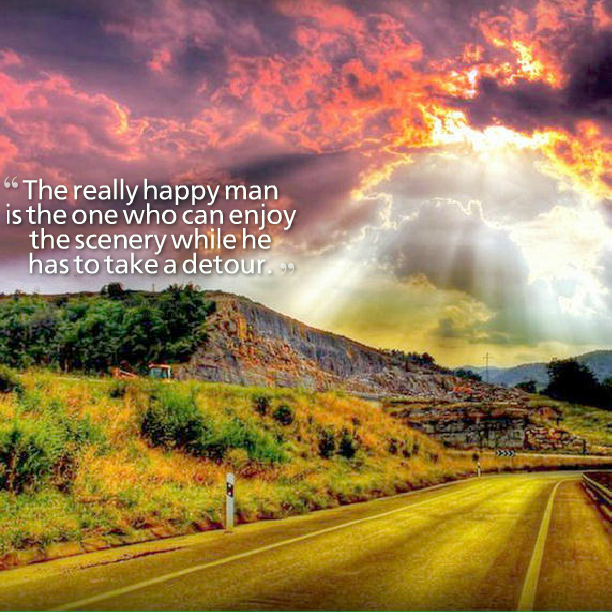 “ The really happy man
is the one who can enjoy
the scenery while he
has to take a detour. ”